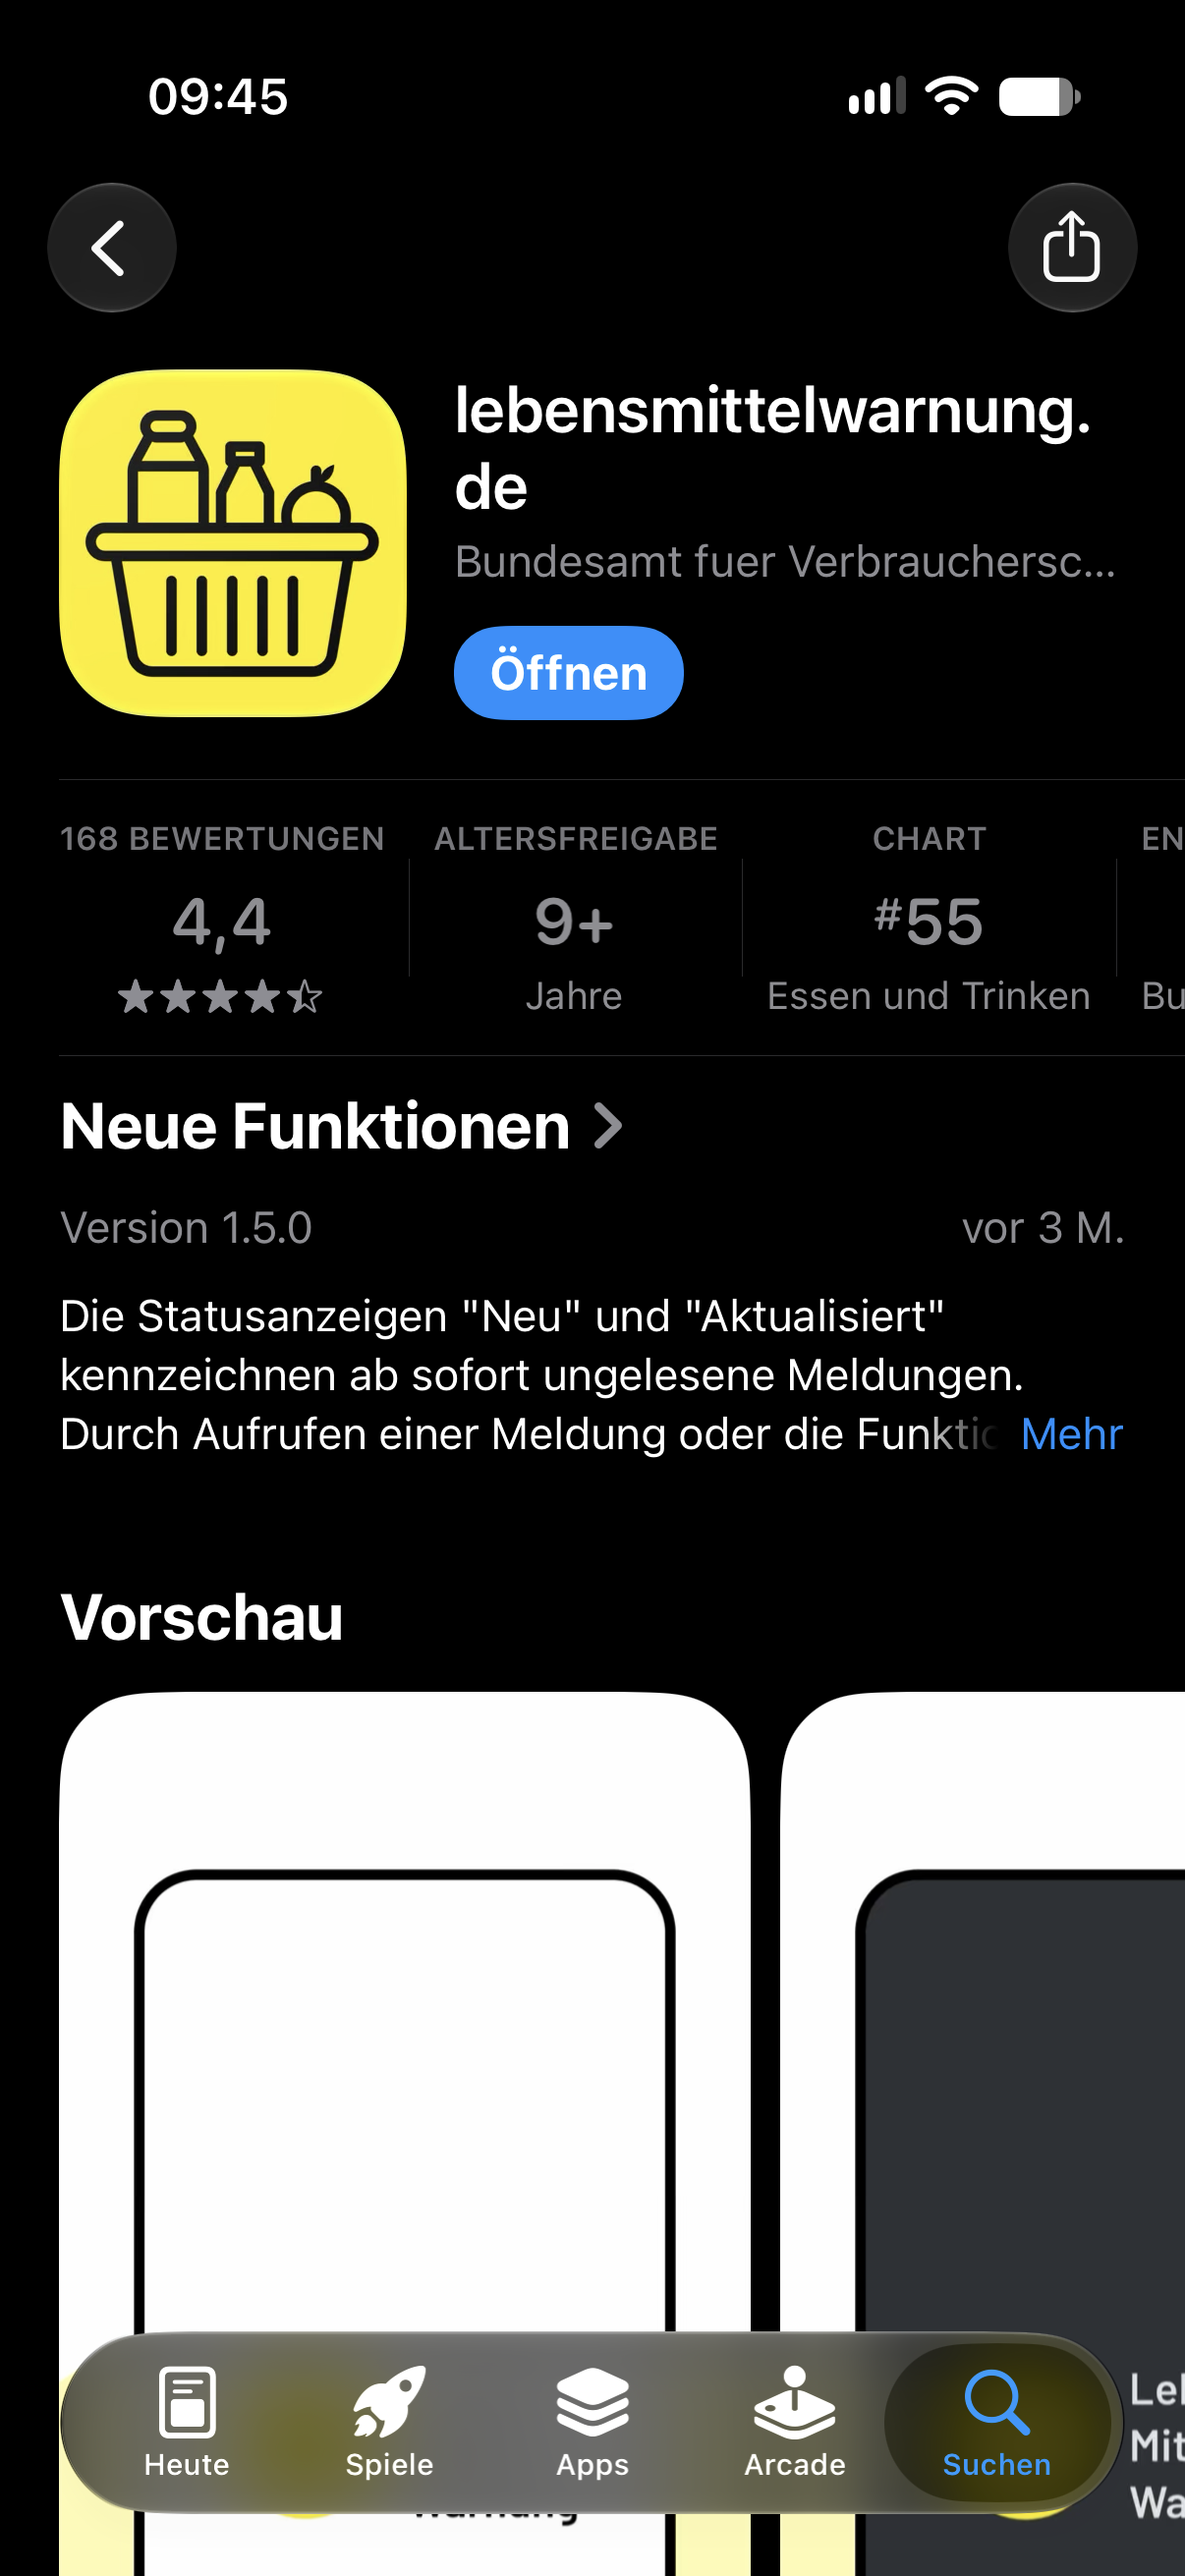 09:45
lebensmittelwarnung.
de
Bundesamt fuer Verbrauchersc...
Öffnen
168 BEWERTUNGEN
4,4
ALTERSFREIGABE
9+
Jahre
CHART
#55
Essen und Trinken
Neue Funktionen
Version 1.5.0
vor 3 M.
Die Statusanzeigen "Neu" und "Aktualisiert"
kennzeichnen ab sofort ungelesene Meldungen.
Durch Aufrufen einer Meldung oder die
Mehr
Vorschau
Heute
Spiele
Apps
Arcade
Suchen